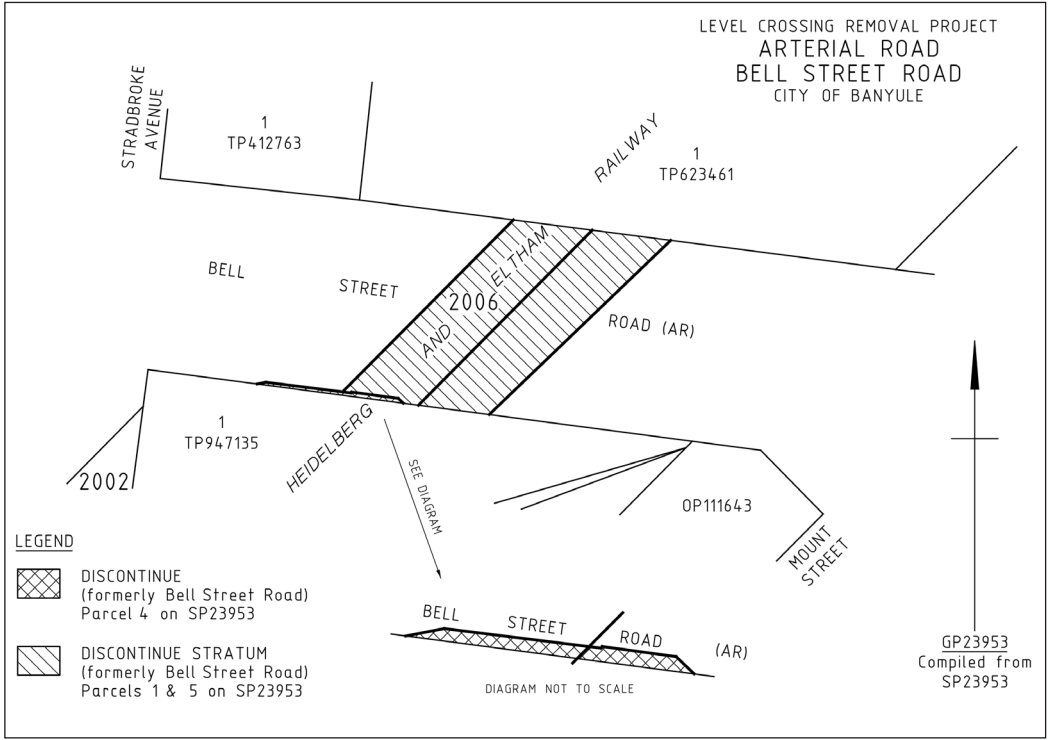 LEVEL CROSSING REMOVAL PROJECT
ARTERIAL ROAD
BELL STREET ROAD
CITY OF BANYULE
STRADBROKE
AVENUE
1
TP412763
RAILWAY
1
TP623461
ELTHAM
BELL
STREET
2006
AND
ROAD (AR)
HEIDELBERG
1
TP947135
2002
SEE DIAGRAM
OP111643
MOUNT
STREET
LEGEND
DISCONTINUE
(formerly Bell Street Road)
Parcel 4 on SP23953
DISCONTINUE STRATUM
(formerly Bell Street Road)
Parcels 1 & 5 on SP23953
BELL
STREET
ROAD
(AR)
DIAGRAM NOT TO SCALE
GP23953
Compiled from
SP23953